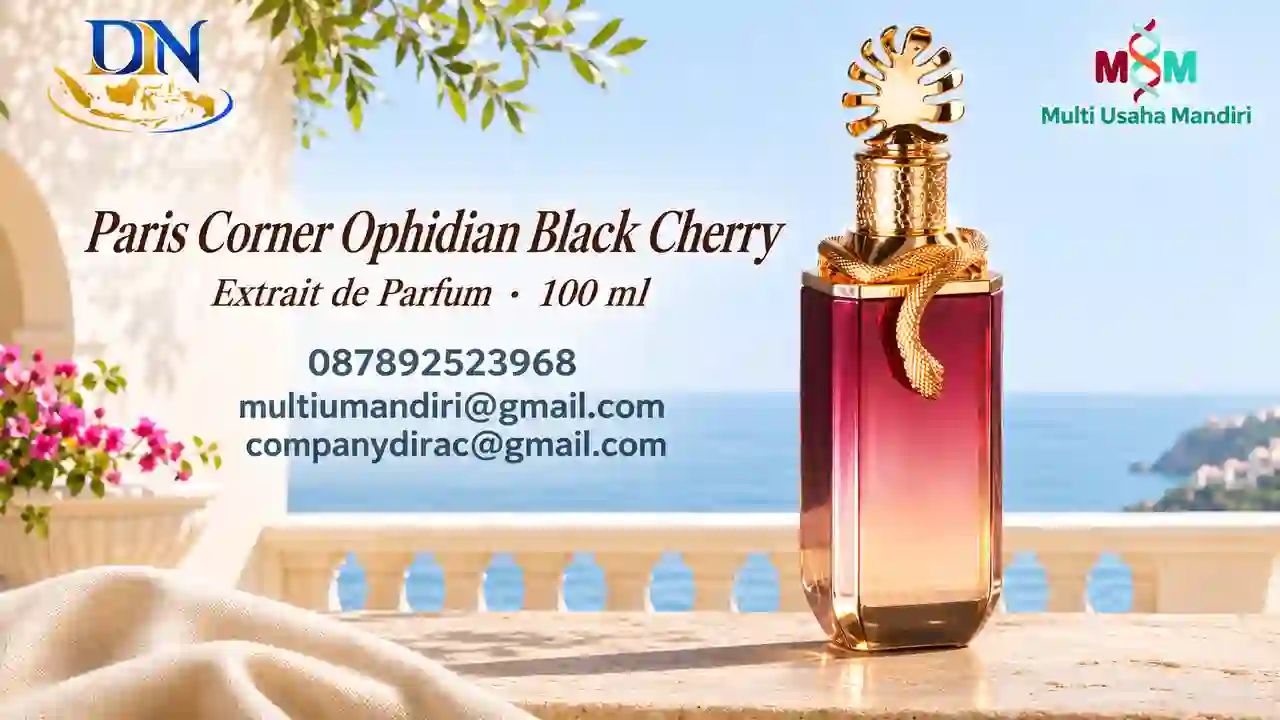 DN
MSM
Multi Usaha Mandiri
Paris Corner Ophidian Black Cherry
Extrait de Parfum · 100 ml
087892523968
multiumandiri@gmail.com
companydirac@gmail.com